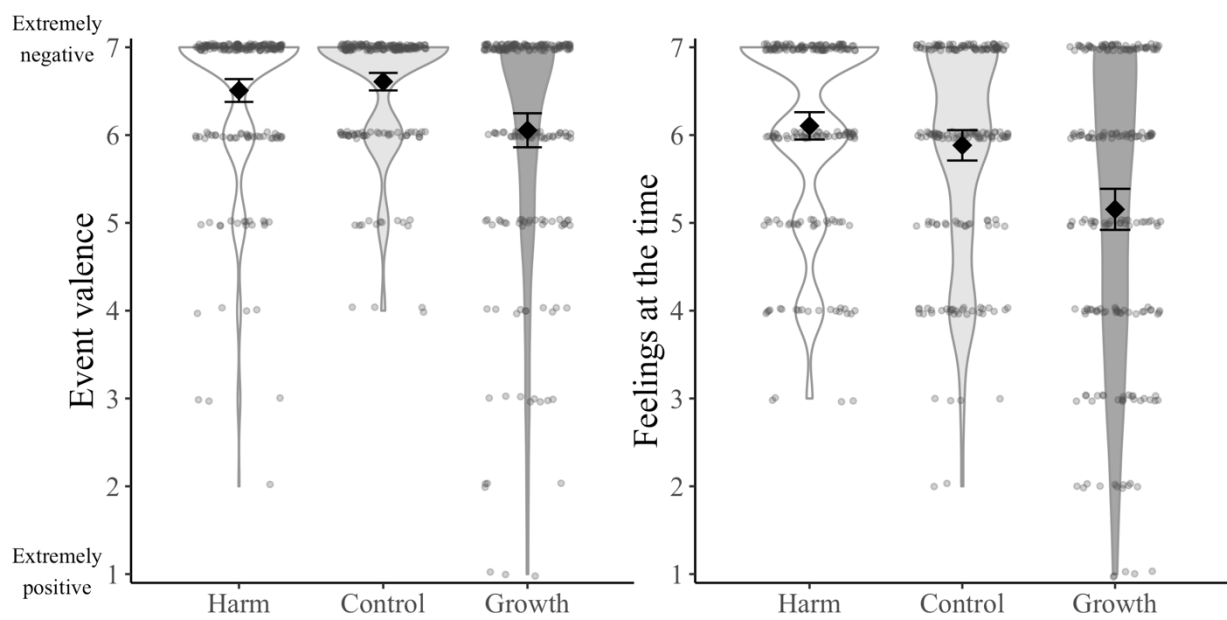 Extremely
negative
7
6
5
4
3
2
1
Extremely
positive
Event valence
Harm Control Growth
7
6
5
4
3
2
1
Feelings at the time
Harm Control Growth